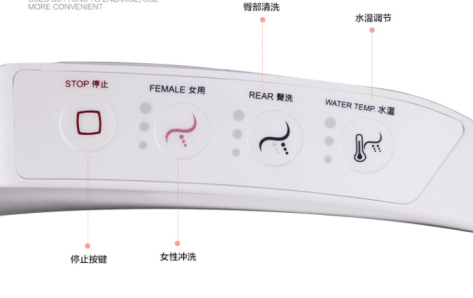 MORE CONVENIENT
臀部清洗
水温调节
STOP 停止
FEMALE 女用
REAR 臀洗
WATER TEMP. 水温
停止按键
女性冲洗